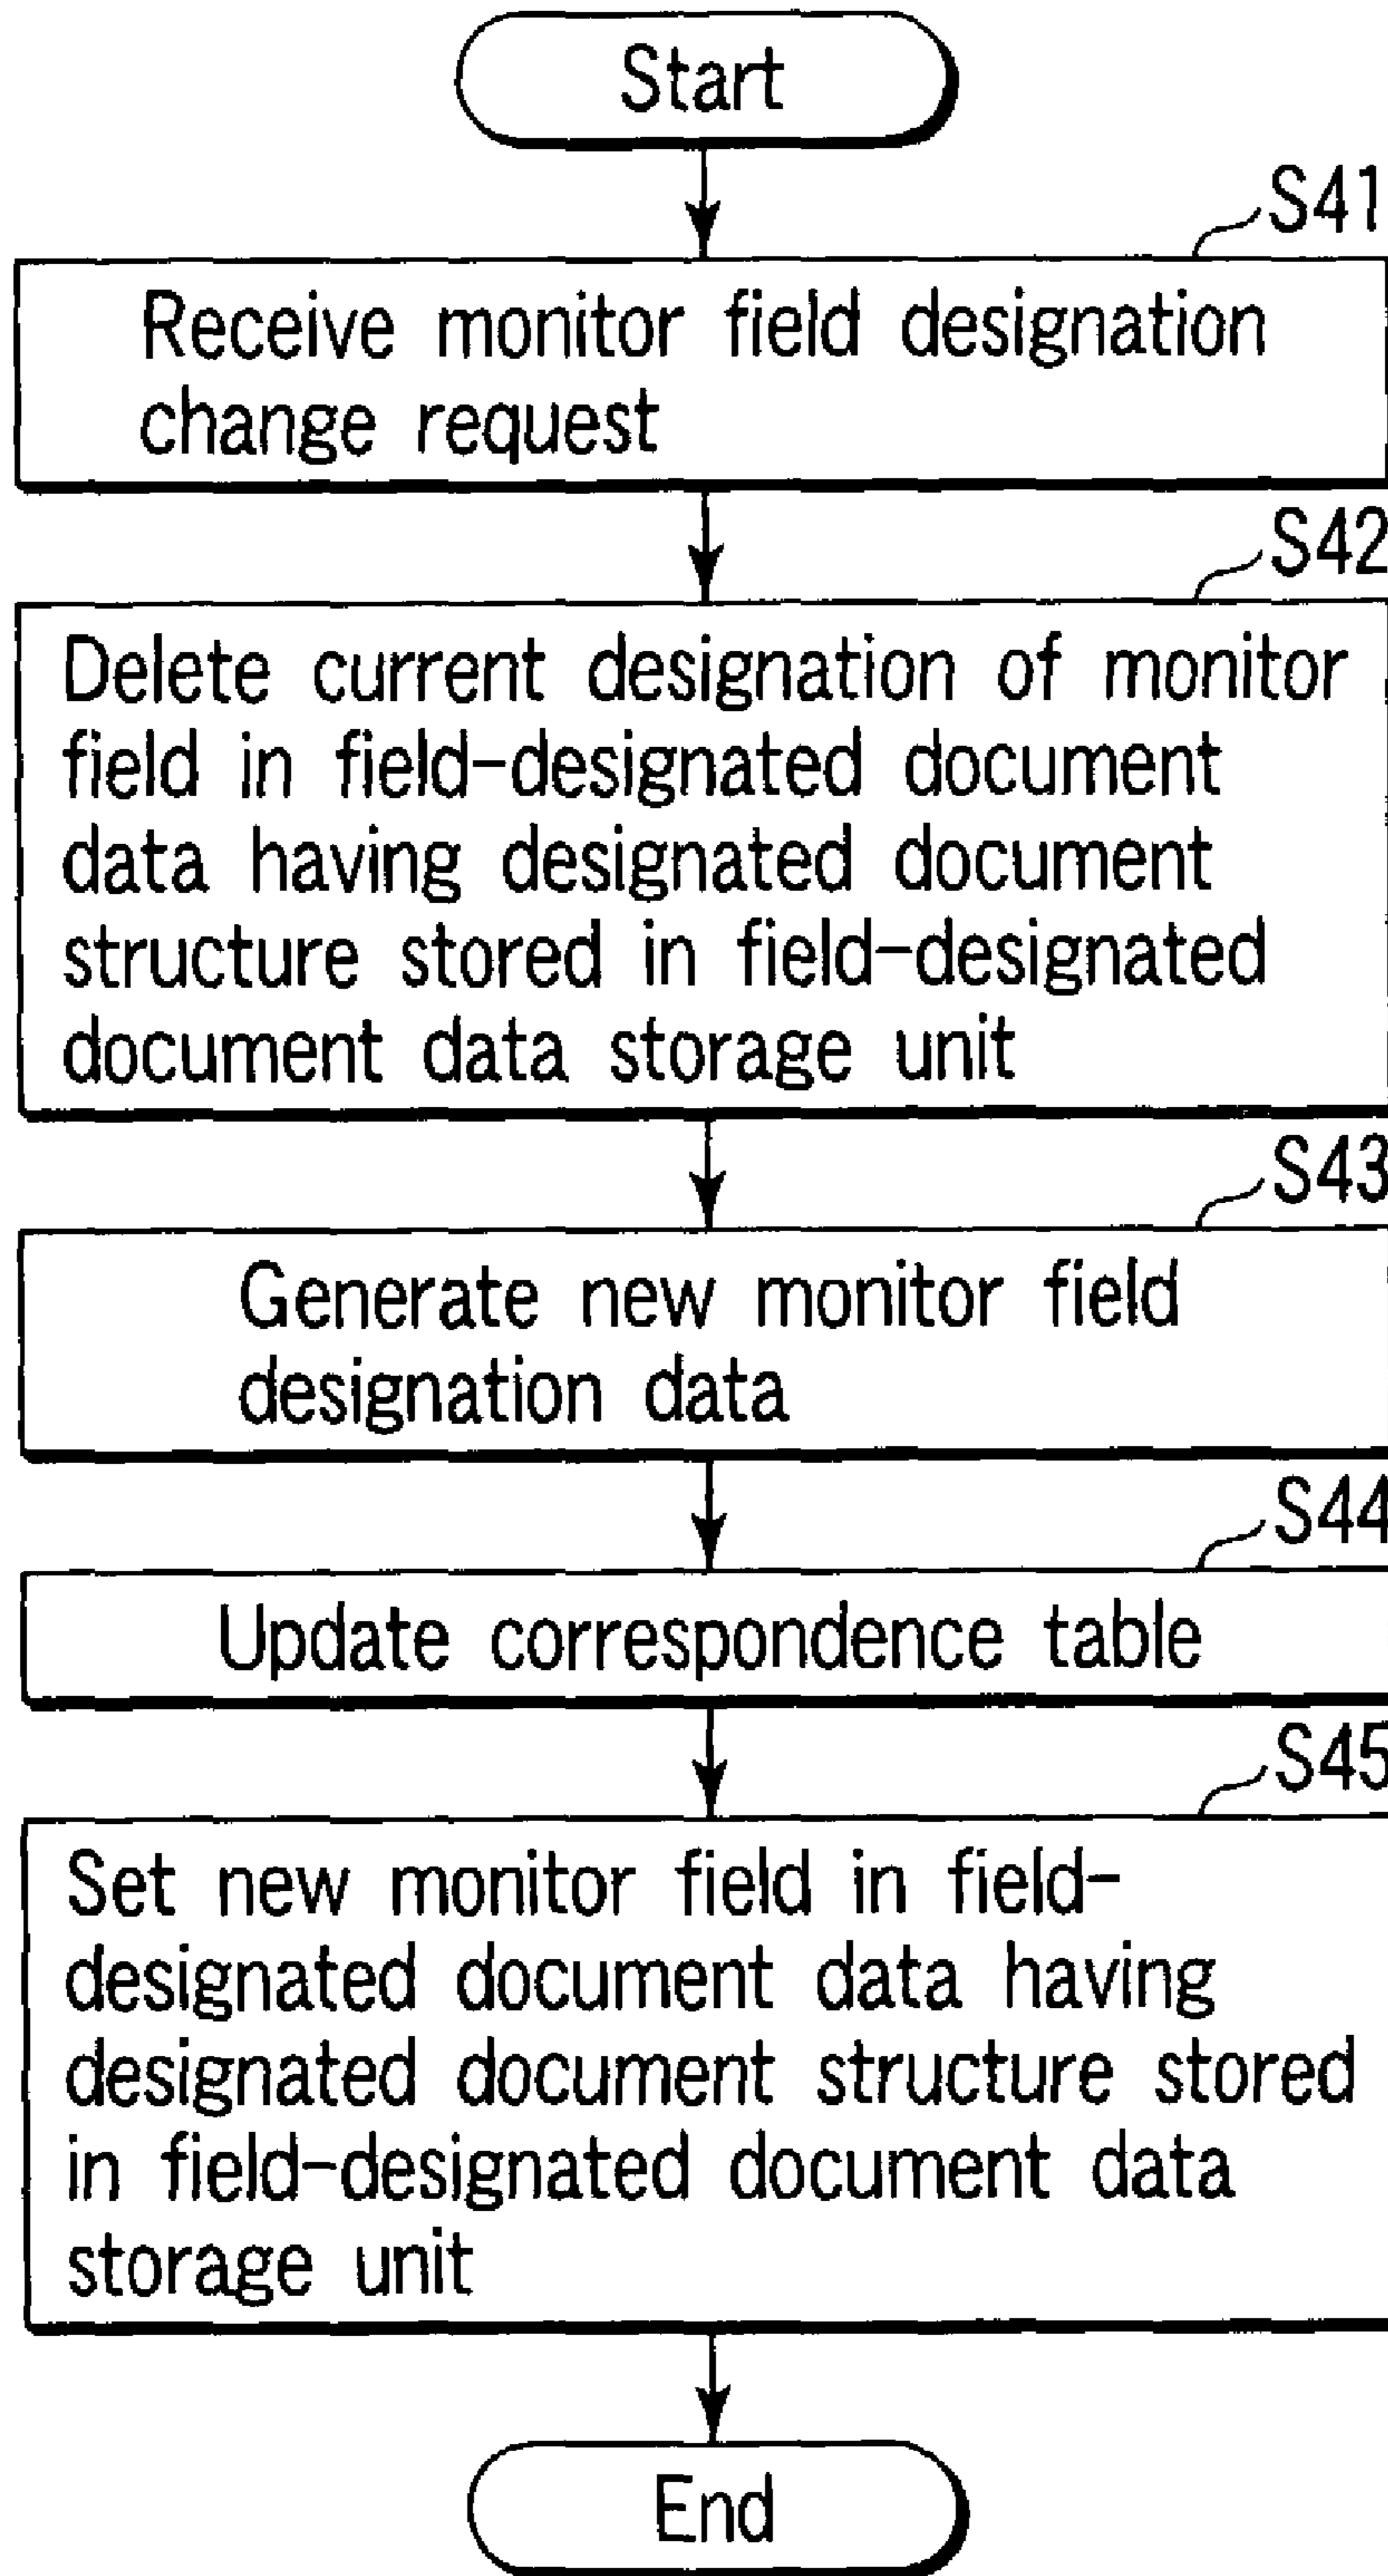 Start
S41
Receive monitor field designation
change request
S42
Delete current designation of monitor
field in field-designated document
data having designated document
structure stored in field-designated
document data storage unit
S43
Generate new monitor field
designation data
S44
Update correspondence table
S45
Set new monitor field in field-
designated document data having
designated document structure stored
in field-designated document data
storage unit
End